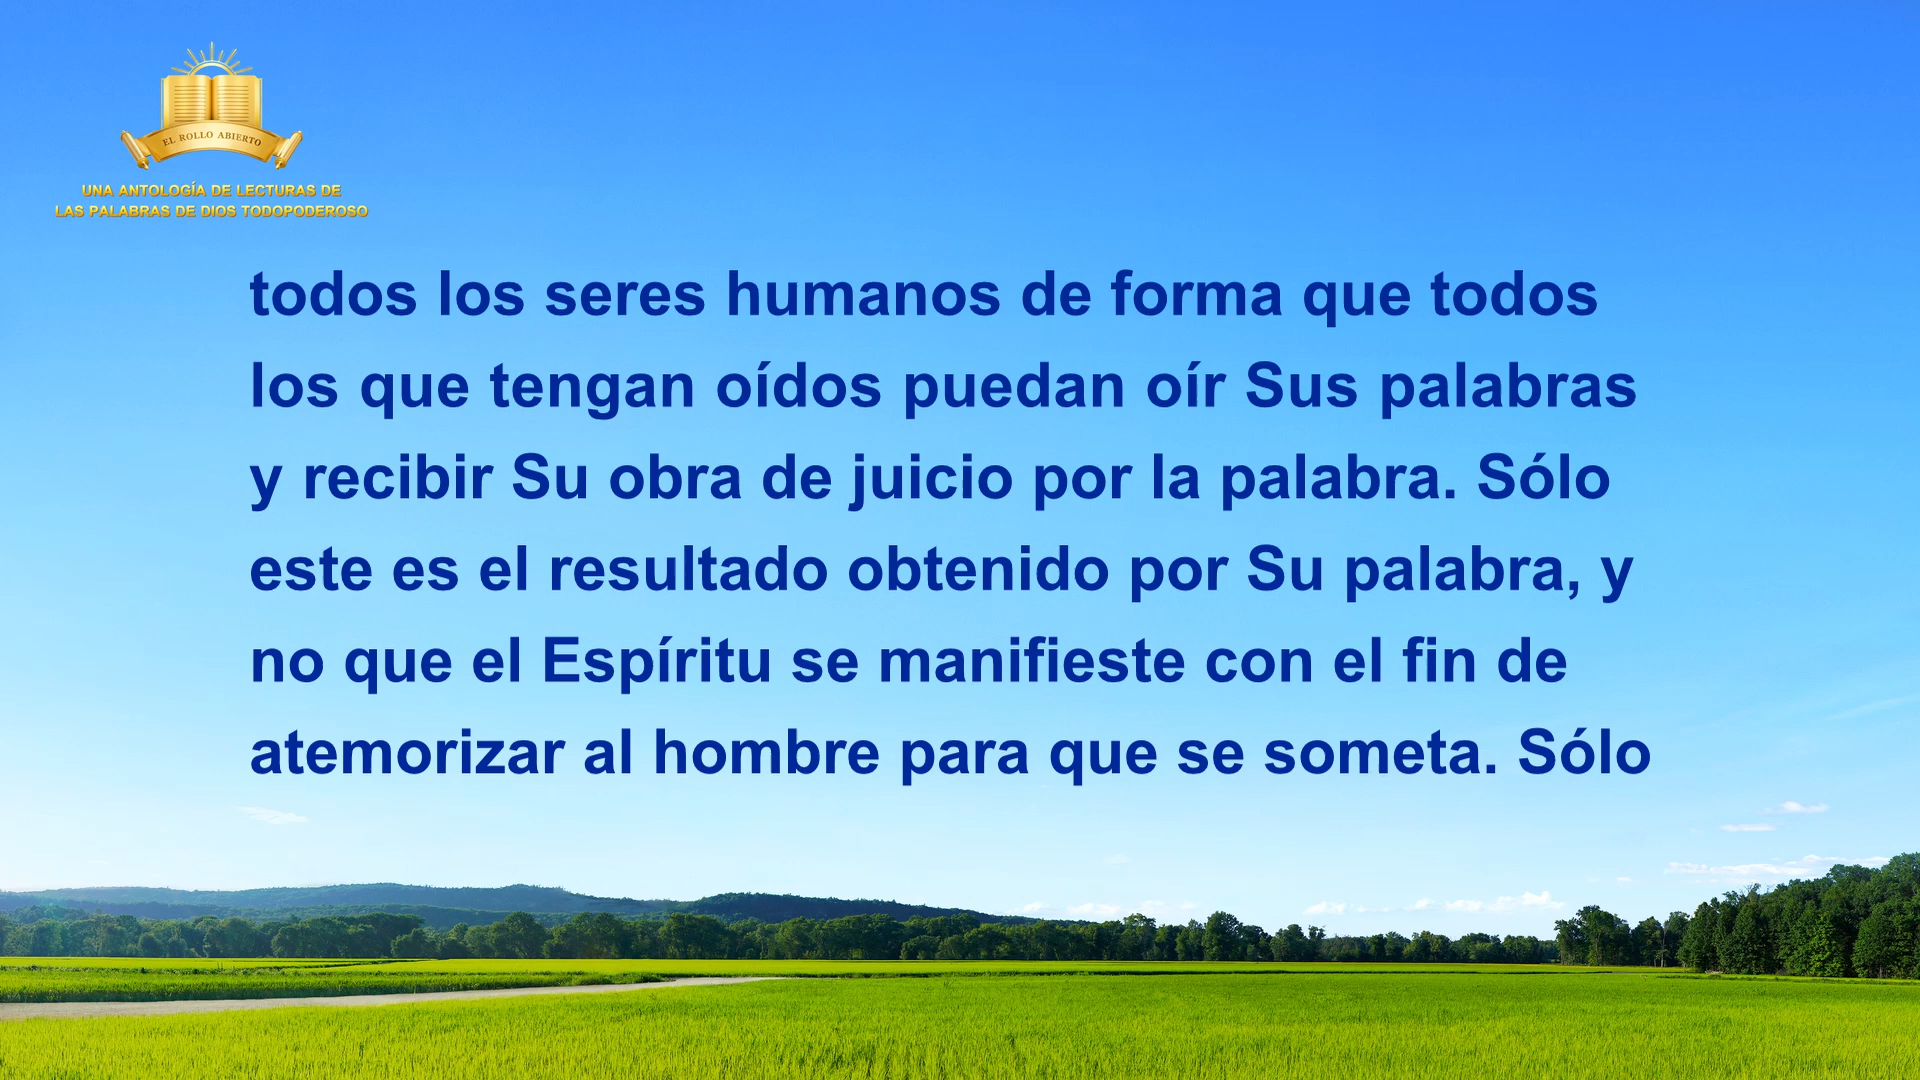 EL ROLLO ABIERTO
UNA ANTOLOGÍA DE LECTURAS DE
LAS PALABRAS DE DIOS TODOPODEROSO
todos los seres humanos de forma que todos
los que tengan oídos puedan oír Sus palabras
y recibir Su obra de juicio por la palabra. Sólo
este es el resultado obtenido por Su palabra, y
no que el Espíritu se manifieste con el fin de
atemorizar al hombre para que se someta. Sólo